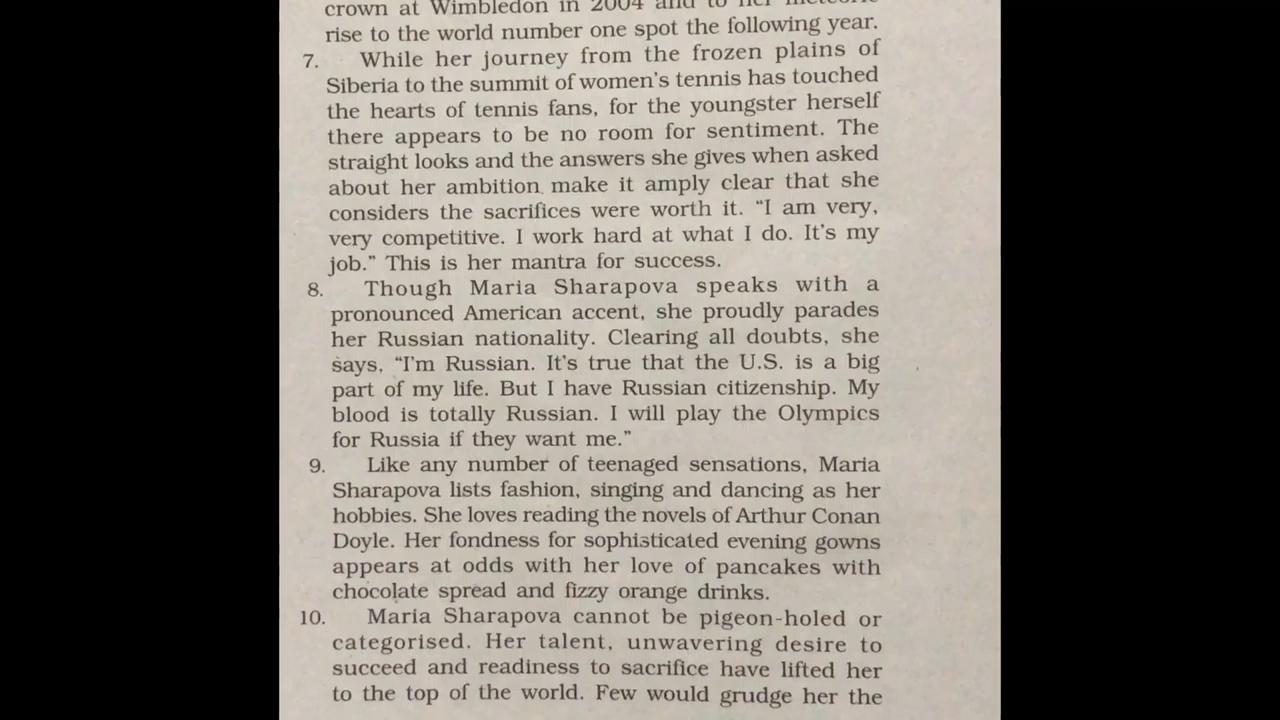 crown at Wimbledon in 2004 and to her meteoric
rise to the world number one spot the following year.
7. While her journey from the frozen plains of
Siberia to the summit of women's tennis has touched
the hearts of tennis fans, for the youngster herself
there appears to be no room for sentiment. The
straight looks and the answers she gives when asked
about her ambition make it amply clear that she
considers the sacrifices were worth it. “I am very,
very competitive. I work hard at what I do. It's my
job.” This is her mantra for success.
8. Though Maria Sharapova speaks with a
pronounced American accent, she proudly parades
her Russian nationality. Clearing all doubts, she
says, “I'm Russian. It's true that the U.S. is a big
part of my life. But I have Russian citizenship. My
blood is totally Russian. I will play the Olympics
for Russia if they want me.”
9. Like any number of teenaged sensations, Maria
Sharapova lists fashion, singing and dancing as her
hobbies. She loves reading the novels of Arthur Conan
Doyle. Her fondness for sophisticated evening gowns
appears at odds with her love of pancakes with
chocolate spread and fizzy orange drinks.
10. Maria Sharapova cannot be pigeon-holed or
categorised. Her talent, unwavering desire to
succeed and readiness to sacrifice have lifted her
to the top of the world. Few would grudge her the